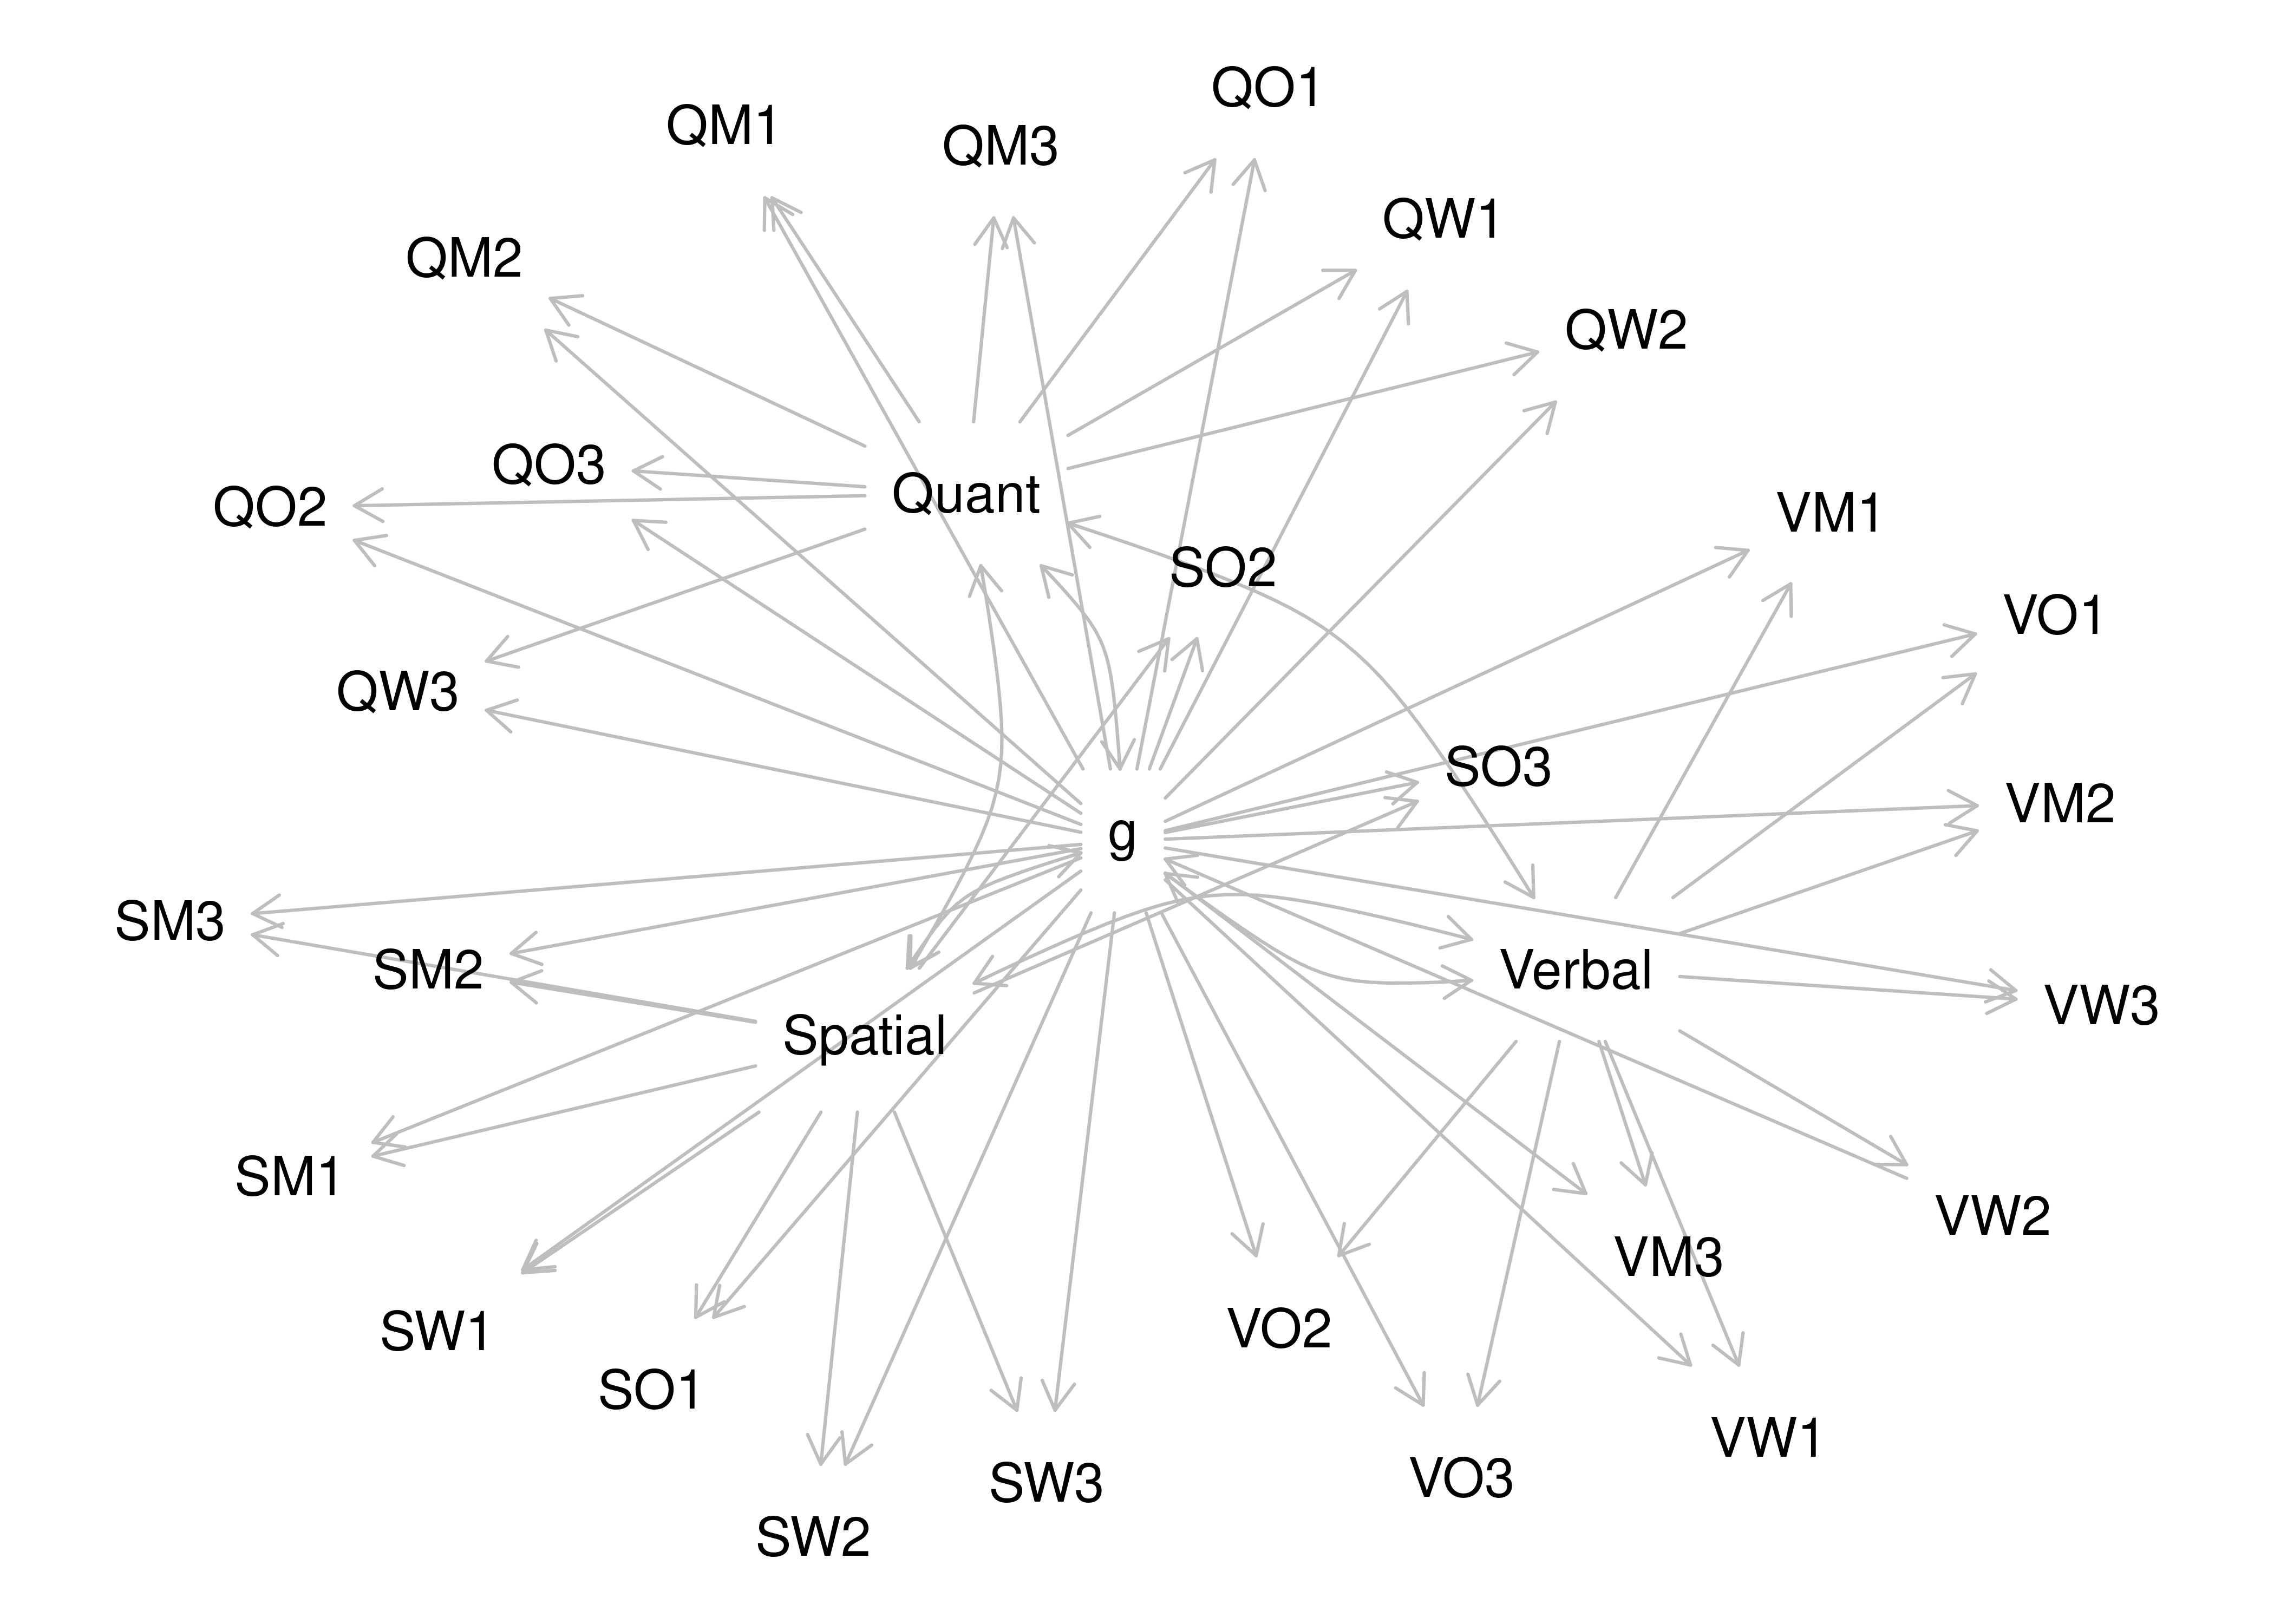 QO1
QM1
QM3
QW1
QM2
QW2
QO3
Quant
QO2
VM1
SO2
VO1
QW3
SO3
VM2
g
SM3
SM2
Verbal
VW3
Spatial
SM1
VW2
VM3
VO2
SW1
SO1
VW1
VO3
SW3
SW2